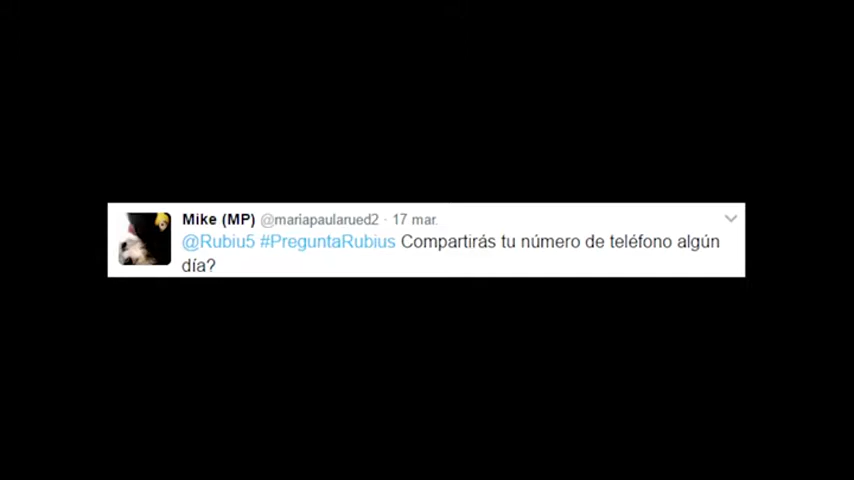 Mike (MP) @mariapaularued2 · 17 mar.
@Rubiu5 #PreguntaRubius Compartirás tu número de teléfono algún
día?